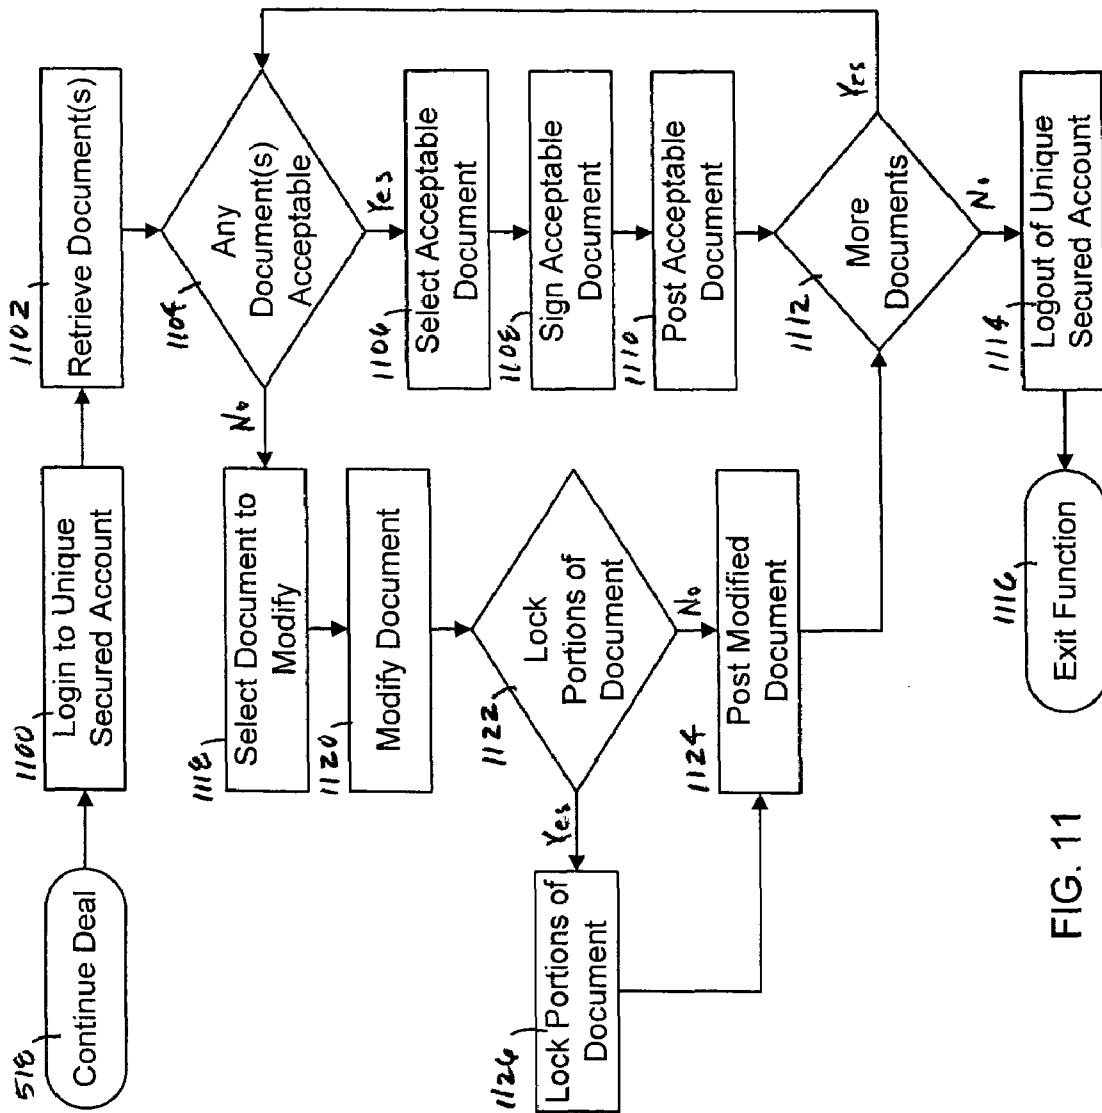 518
Continue Deal
1100
Login to Unique
Secured Account
1102
Retrieve Document(s)
1104
Any
Document(s)
Acceptable
Yes
No
1106
Select Acceptable
Document
1108
Sign Acceptable
Document
1110
Post Acceptable
Document
1112
More
Documents
Yes
No
1114
Logout of Unique
Secured Account
1116
Exit Function
1118
Select Document to
Modify
1120
Modify Document
1122
Lock
Portions of
Document
Yes
No
1124
Post Modified
Document
1126
Lock Portions of
Document
FIG. 11